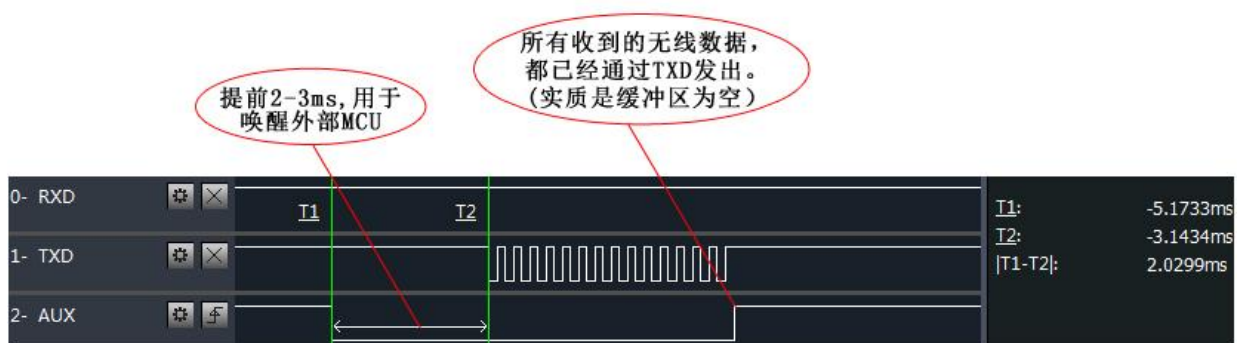 所有收到的无线数据，
都已经通过TXD发出。
(实质是缓冲区为空)
提前2-3ms,用于
唤醒外部MCU
0- RXD
T1
T2
T1: -5.1733ms
T2: -3.1434ms
|T1-T2|: 2.0299ms
1- TXD
2- AUX